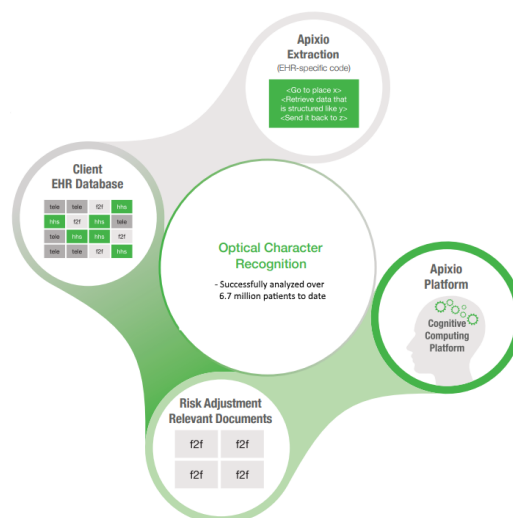 Apixio
Extraction
(EHR-specific code)
<Go to place x>
<Retrieve data that
is structured like y>
<Send it back to z>
Client
EHR Database
tele tele f2f hhs
hhs f2f hhs tele
tele hhs hhs f2f
tele tele f2f hhs
Optical Character
Recognition
- Successfully analyzed over
6.7 million patients to date
Apixio
Platform
Cognitive
Computing
Platform
Risk Adjustment
Relevant Documents
f2f f2f
f2f f2f